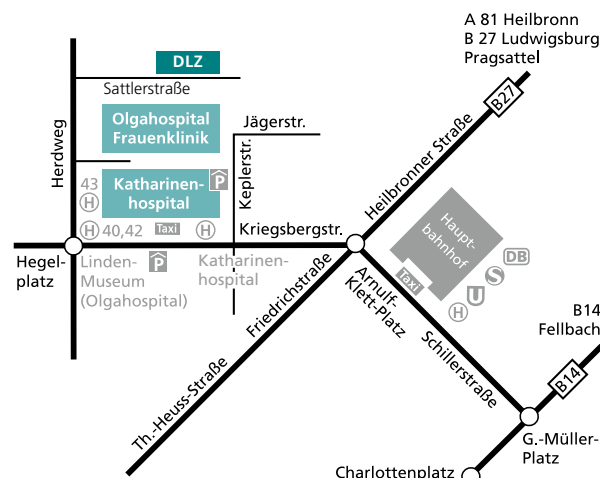 A 81 Heilbronn
B 27 Ludwigsburg
Pragsattel
B27
DLZ
Sattlerstraße
Olgahospital
Frauenklinik
Jägerstr.
Herdweg
Keplerstr.
Heilbronner Straße
43
H
Katharinen-
hospital
P
H 40,42 Taxi H
Kriegsbergstr.
Haupt-
bahnhof
Taxi
DB
S
U
H
Hegel-
platz
Linden-
Museum
(Olgahospital)
P
Katharinen-
hospital
Friedrichstraße
Arnulf-
Klett-Platz
Th.-Heuss-Straße
Schillerstraße
B14
Fellbach
B14
G.-Müller-
Platz
Charlottenplatz